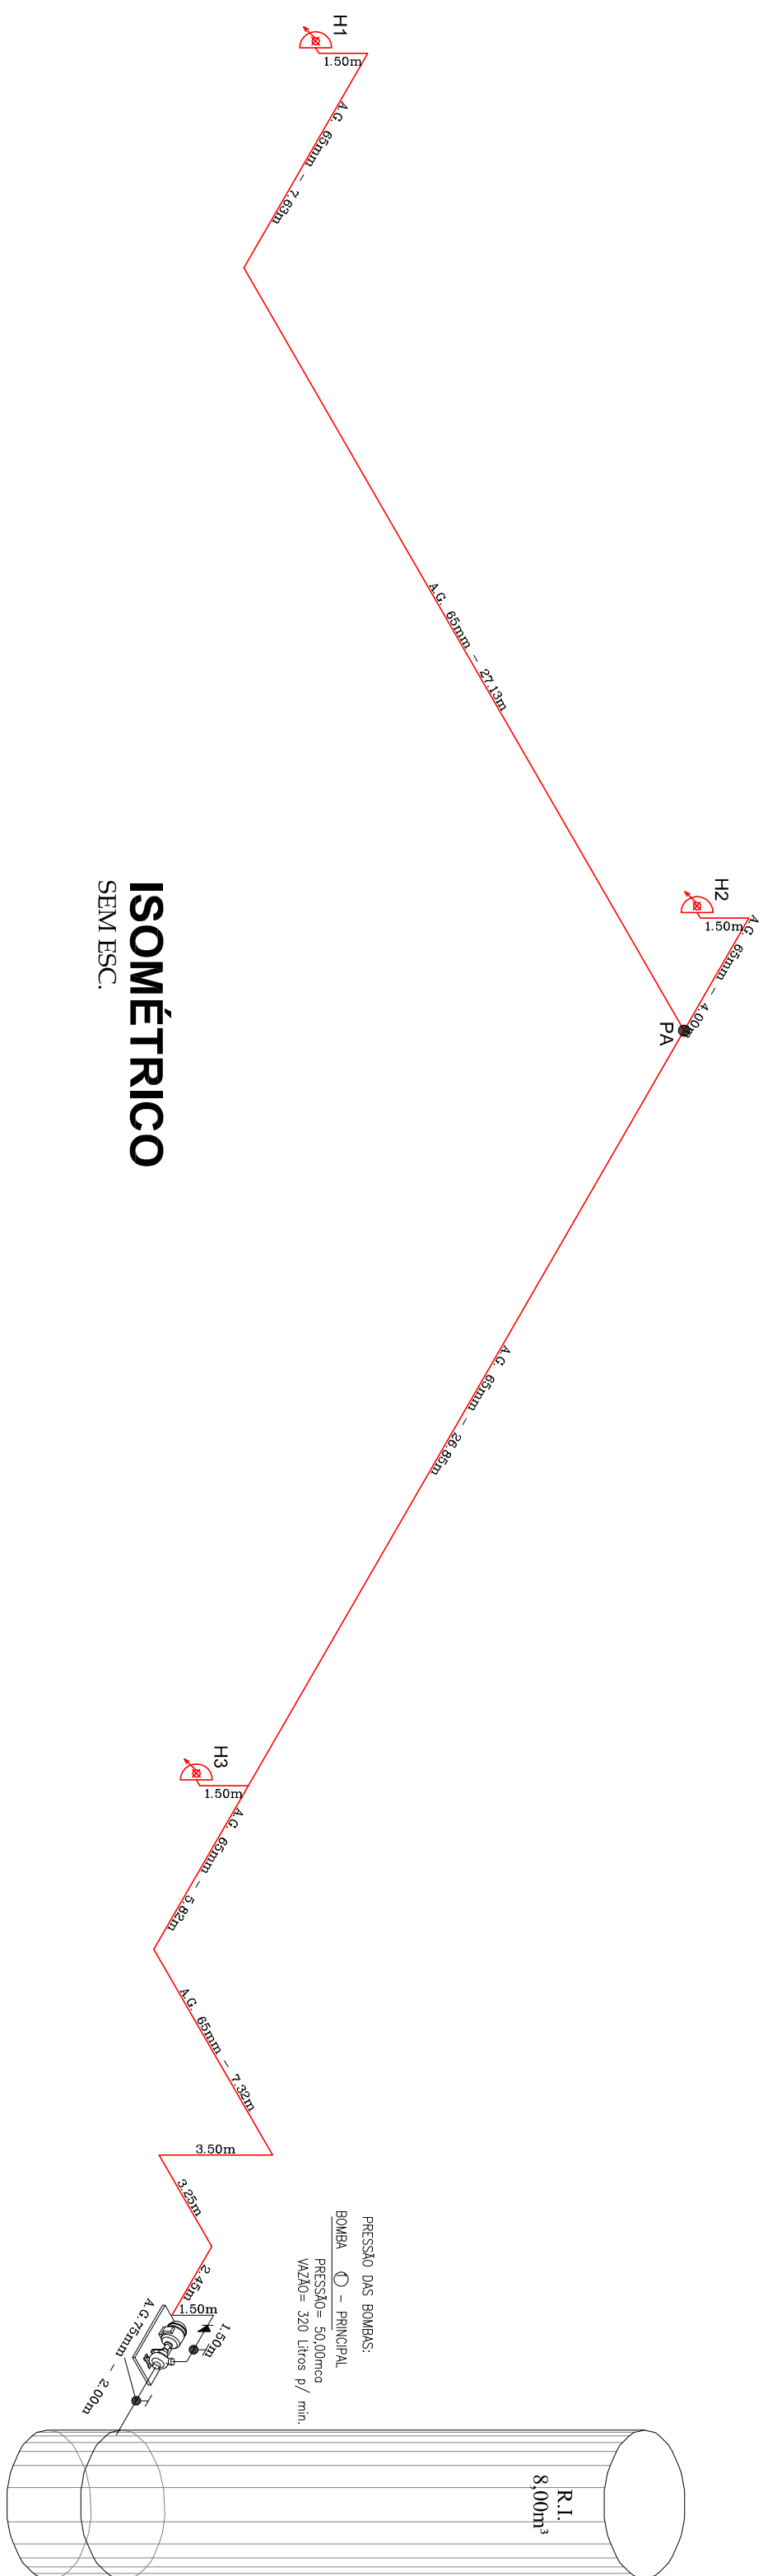 H1
1.50m
A.G. 65mm - 7.63m
A.G. 65mm - 27.13m
H2
1.50m
A.G. 65mm - 4.00m
PA
ISOMÉTRICO
SEM ESC.
A.G. 65mm - 26.85m
H3
1.50m
A.G. 65mm - 5.82m
A.G. 65mm - 7.32m
3.50m
3.25m
2.45m
1.50m
1.50m
A.G.75mm - 2.00m
PRESSÃO DAS BOMBAS:
BOMBA 1 - PRINCIPAL
PRESSÃO= 50,00mca
VAZÃO= 320 Litros p/ min.
R.I.
8,00m³